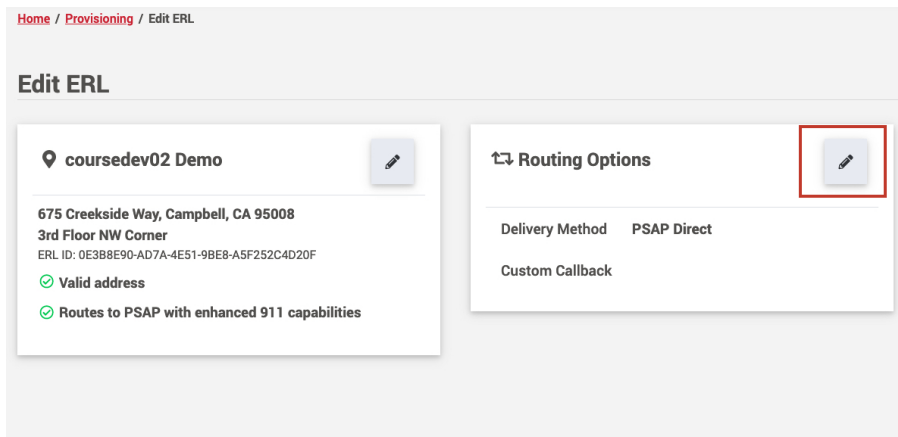 Home / Provisioning / Edit ERL
Edit ERL
coursedev02 Demo
675 Creekside Way, Campbell, CA 95008
3rd Floor NW Corner
ERL ID: 0E3B8E90-AD7A-4E51-9BE8-A5F252C4D20F
Valid address
Routes to PSAP with enhanced 911 capabilities
Routing Options
Delivery Method PSAP Direct
Custom Callback